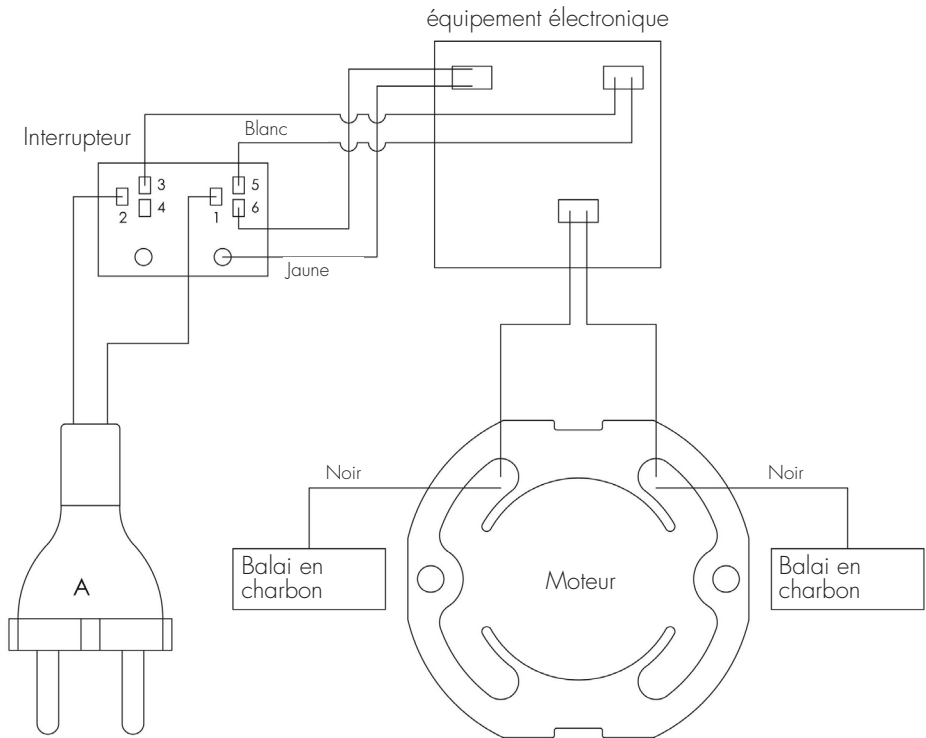 équipement électronique
Interrupteur
Blanc
3
5
4
6
2
1
Jaune
Noir
Noir
Balai en
charbon
Moteur
Balai en
charbon
A